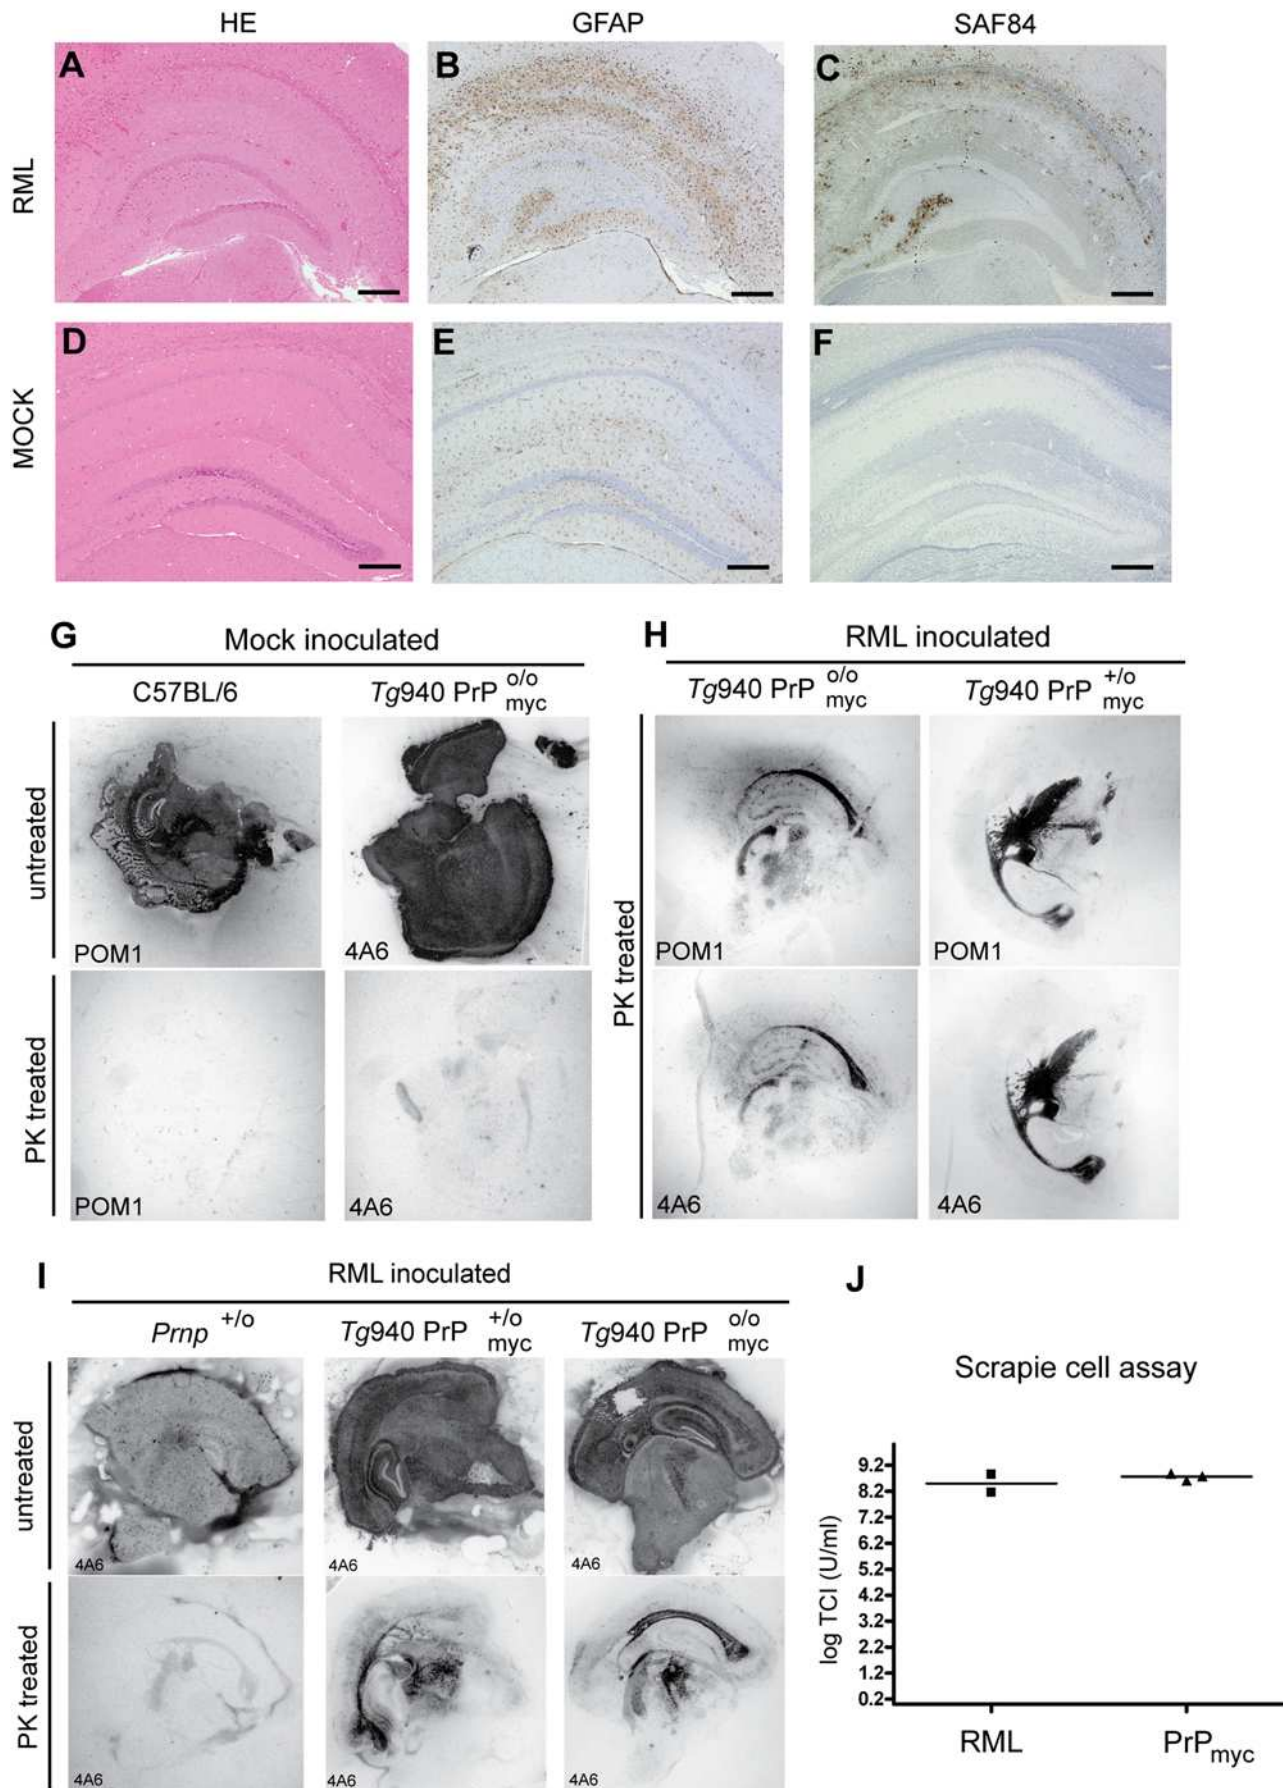 HE GFAP SAF84
RML
A B C
MOCK
D E F
G Mock inoculated
C57BL/6 Tg940 PrP o/o myc
untreated
POM1 4A6
PK treated
POM1 4A6
H RML inoculated
Tg940 PrP o/o myc Tg940 PrP +/o myc
PK treated
POM1 POM1
4A6 4A6
I RML inoculated
Prnp +/o Tg940 PrP +/o myc Tg940 PrP o/o myc
untreated
4A6 4A6 4A6
PK treated
4A6 4A6 4A6
J
Scrapie cell assay
log TCI (U/ml)
9.2
8.2
7.2
6.2
5.2
4.2
3.2
2.2
1.2
0.2
RML PrPmyc